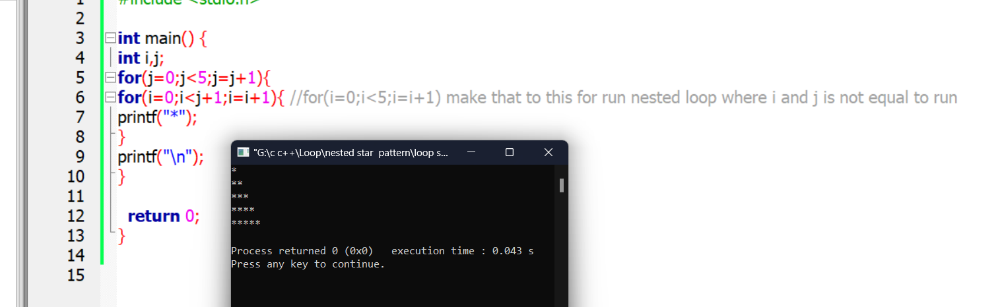 1 #include <stdio.h>
2
3 int main() {
4 int i,j;
5 for(j=0;j<5;j=j+1){
6 for(i=0;i<j+1;i=i+1){ //for(i=0;i<5;i=i+1) make that to this for run nested loop where i and j is not equal to run
7 printf("*");
8 }
9 printf("\n");
10 }
11
12 return 0;
13 }
14
15
"G:\c c++\Loop\nested star pattern\loop s...
*
**
***
****
*****
Process returned 0 (0x0) execution time : 0.043 s
Press any key to continue.